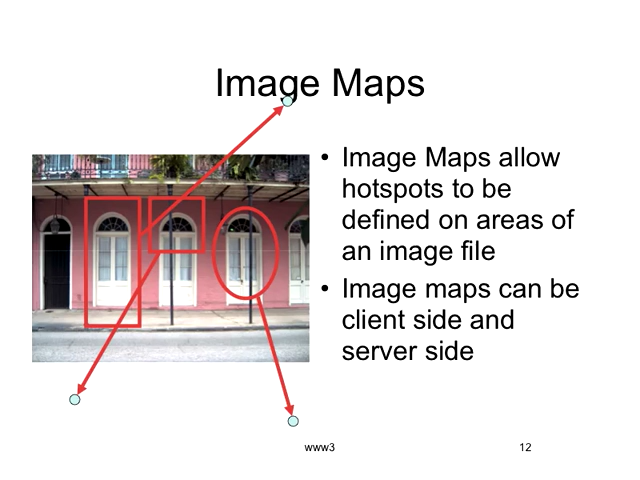 Image Maps
• Image Maps allow
hotspots to be
defined on areas of
an image file
• Image maps can be
client side and
server side
www3
12